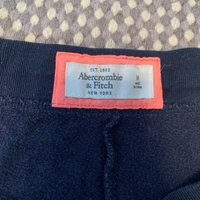 EST. 1892
Abercrombie
& Fitch
NEW YORK